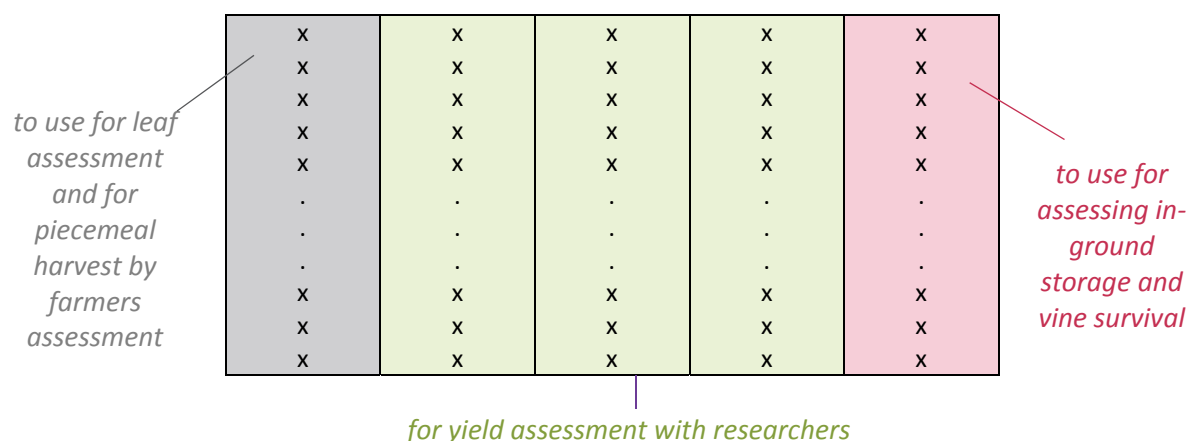 x x x x x
x x x x x
x x x x x
x x x x x
x x x x x
. . . . .
. . . . .
. . . . .
x x x x x
x x x x x
x x x x x
to use for leaf
assessment
and for
piecemeal
harvest by
farmers
assessment
to use for
assessing in-
ground
storage and
vine survival
for yield assessment with researchers